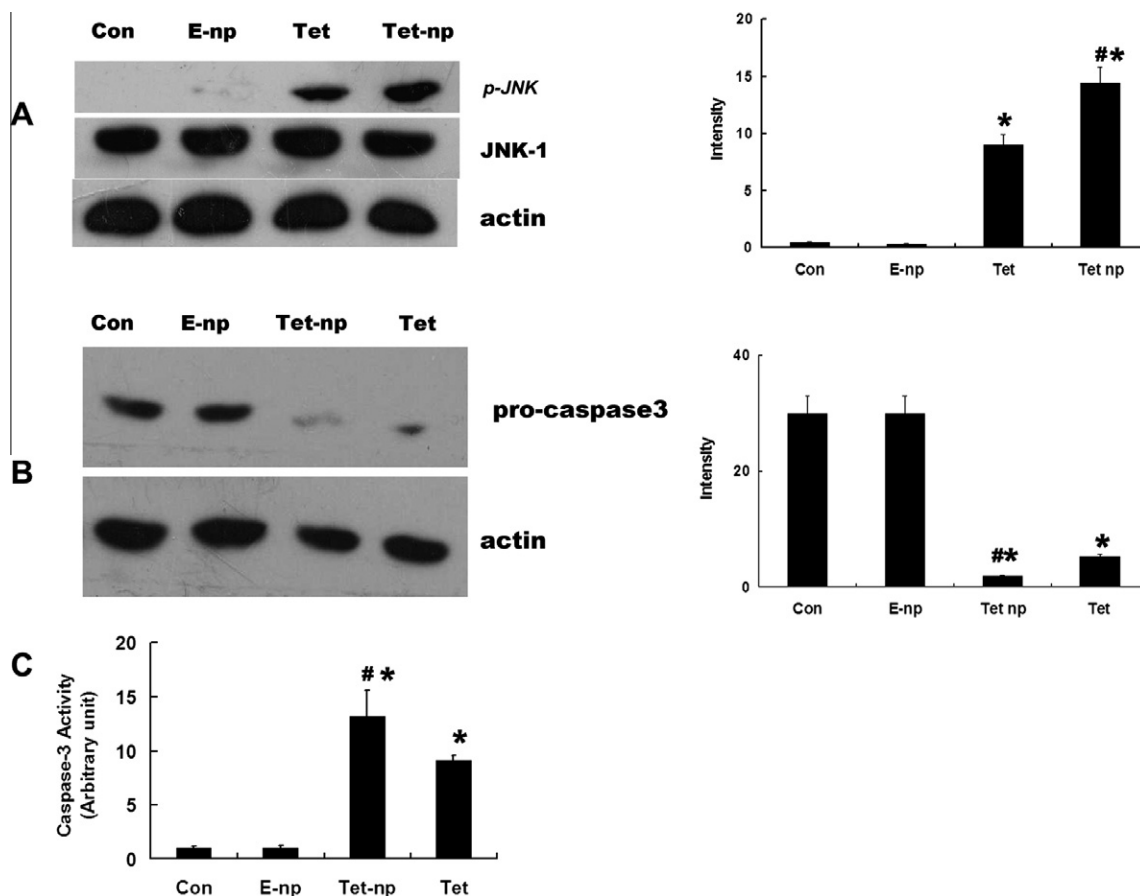 Con E-np Tet Tet-np
p-JNK
A
JNK-1
actin
20
15
10
5
0
Intensity
#*
*
Con E-np Tet Tet np
Con E-np Tet-np Tet
pro-caspase3
B
actin
40
20
0
Intensity
#*
*
Con E-np Tet np Tet
C
20
15
10
5
0
Caspase-3 Activity
(Arbitrary unit)
# *
*
Con E-np Tet-np Tet